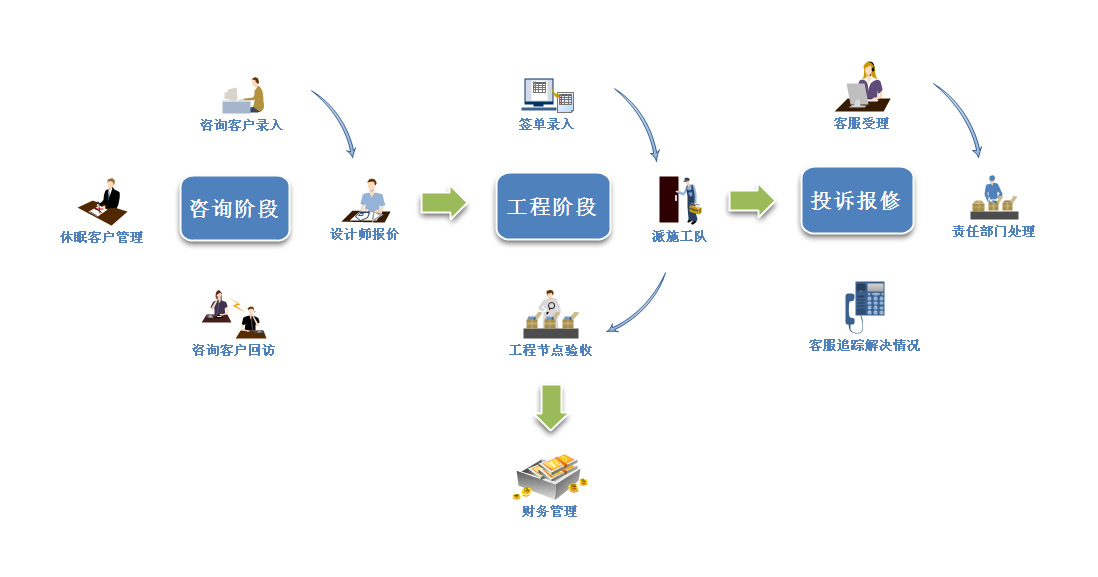 咨询客户录入
签单录入
客服受理
休眠客户管理
咨询阶段
设计师报价
工程阶段
派施工队
投诉报修
责任部门处理
咨询客户回访
工程节点验收
客服追踪解决情况
财务管理